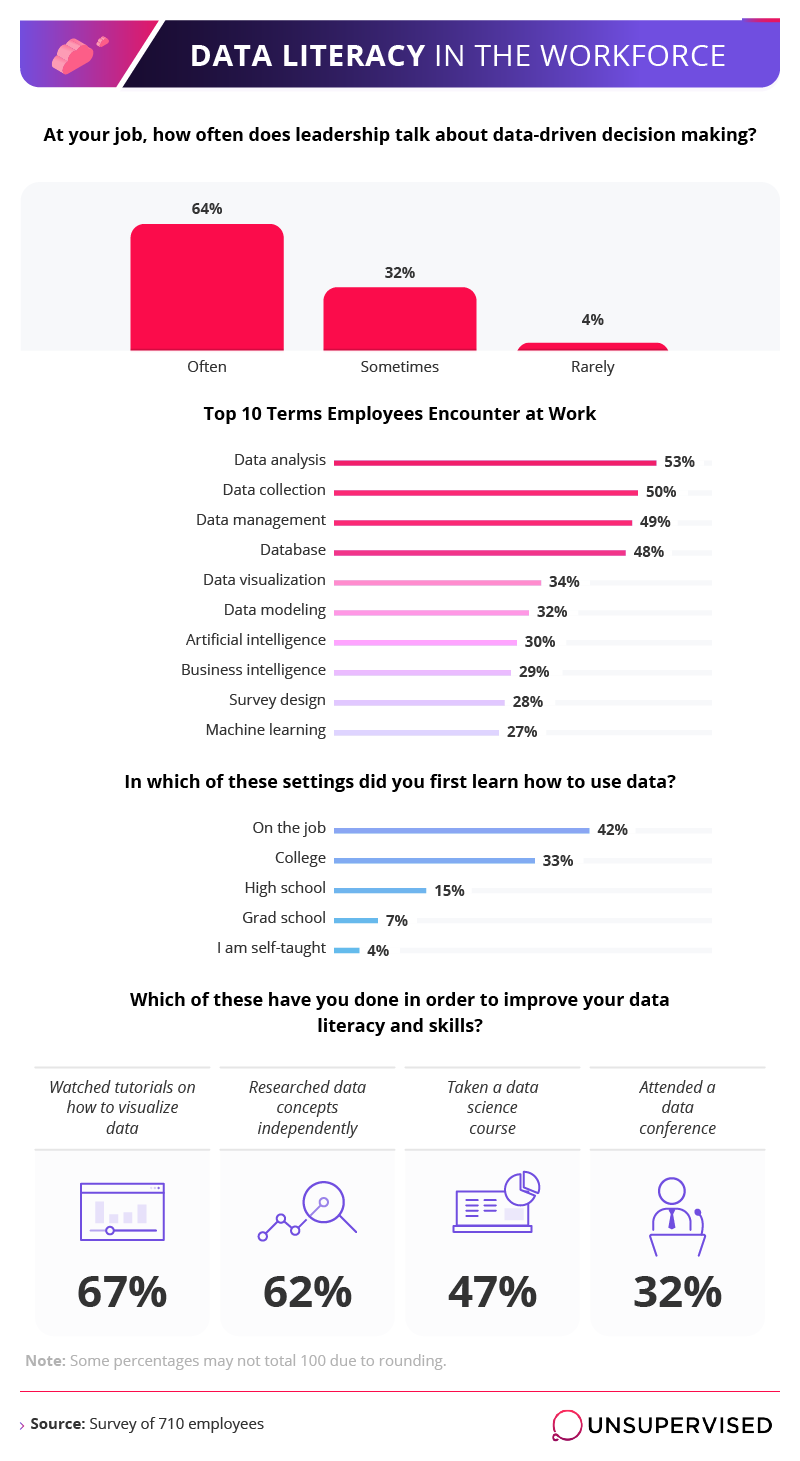 DATA LITERACY IN THE WORKFORCE
At your job, how often does leadership talk about data-driven decision making?
64%
32%
4%
Often
Sometimes
Rarely
Top 10 Terms Employees Encounter at Work
Data analysis 53%
Data collection 50%
Data management 49%
Database 48%
Data visualization 34%
Data modeling 32%
Artificial intelligence 30%
Business intelligence 29%
Survey design 28%
Machine learning 27%
In which of these settings did you first learn how to use data?
On the job 42%
College 33%
High school 15%
Grad school 7%
I am self-taught 4%
Which of these have you done in order to improve your data
literacy and skills?
Watched tutorials on
how to visualize
data
67%
Researched data
concepts
independently
62%
Taken a data
science
course
47%
Attended a
data
conference
32%
Note: Some percentages may not total 100 due to rounding.
Source: Survey of 710 employees
UNSUPERVISED